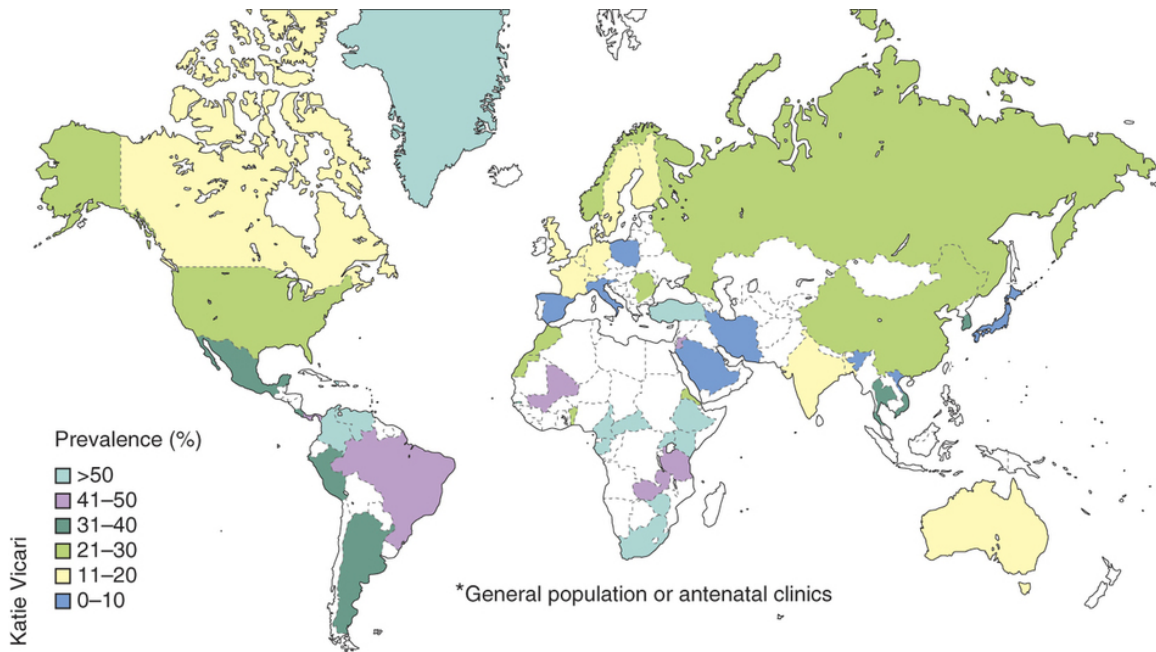 Prevalence (%)
>50
41–50
31–40
21–30
11–20
0–10
*General population or antenatal clinics
Katie Vicari